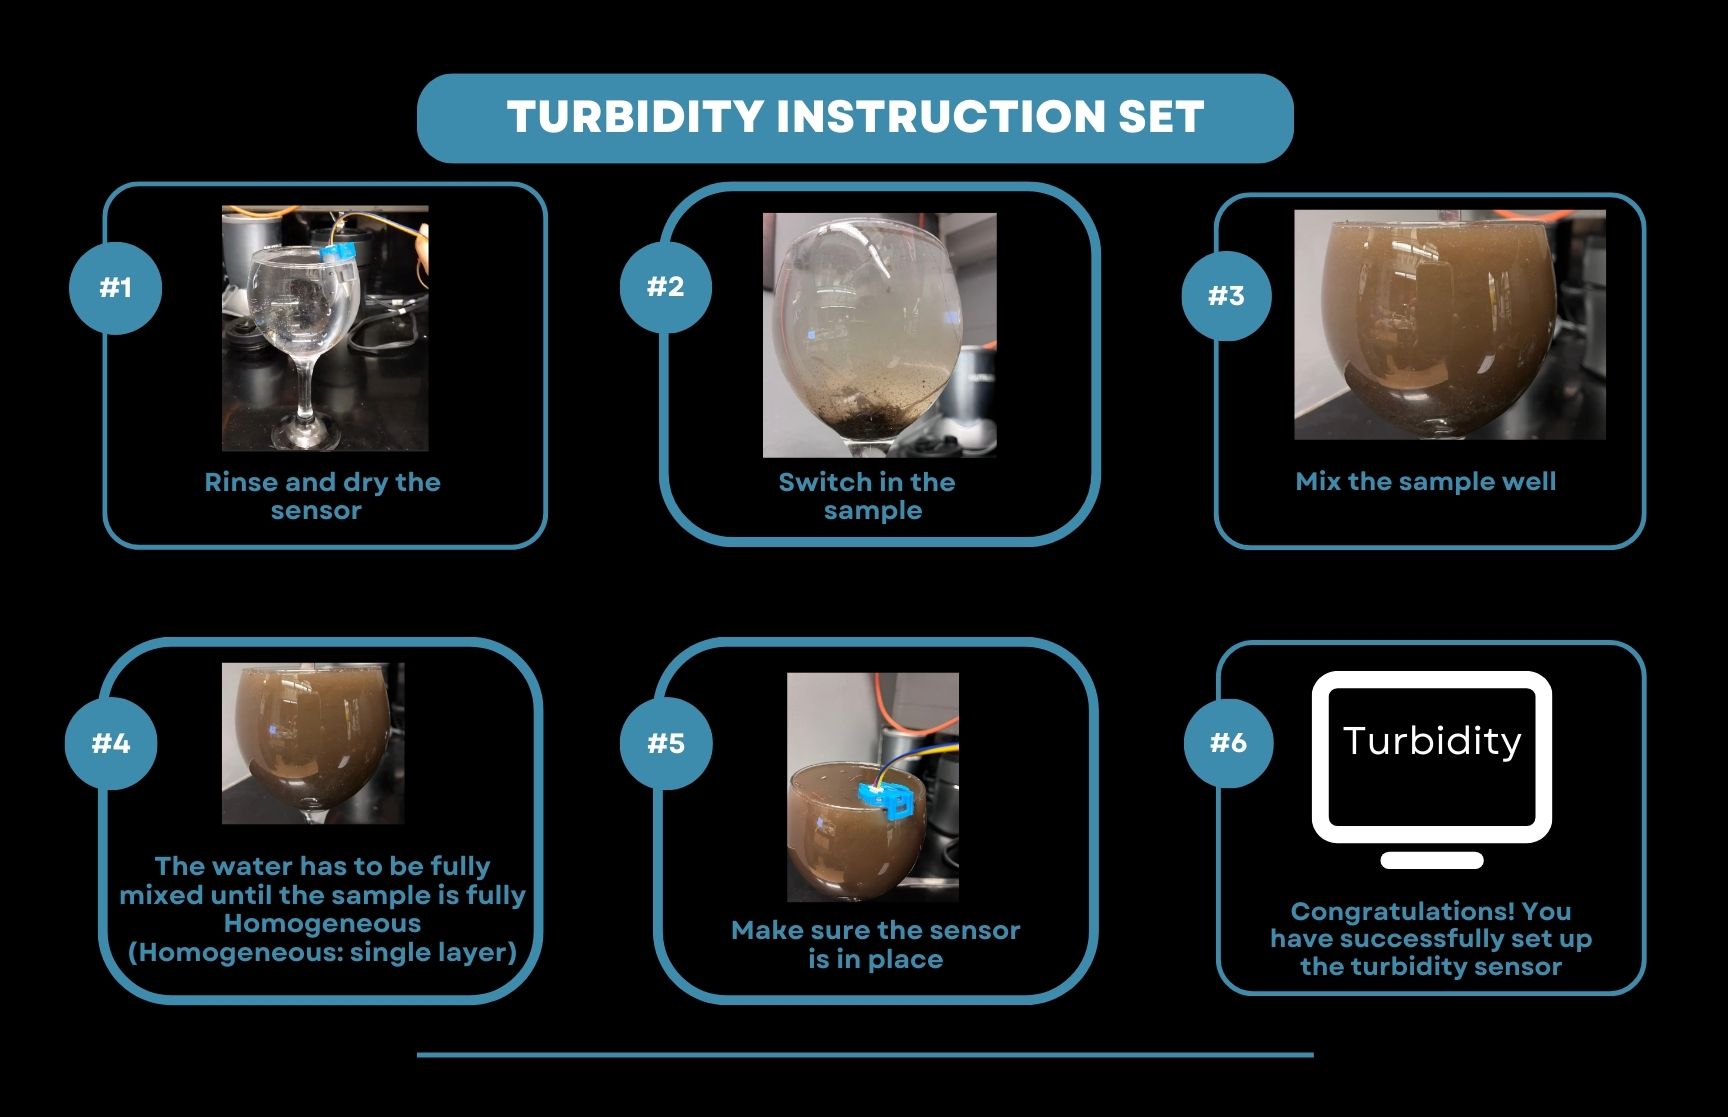 TURBIDITY INSTRUCTION SET
#1
Rinse and dry the
sensor
#2
Switch in the
sample
#3
Mix the sample well
#4
The water has to be fully
mixed until the sample is fully
Homogeneous
(Homogeneous: single layer)
#5
Make sure the sensor
is in place
#6
Turbidity
Congratulations! You
have successfully set up
the turbidity sensor